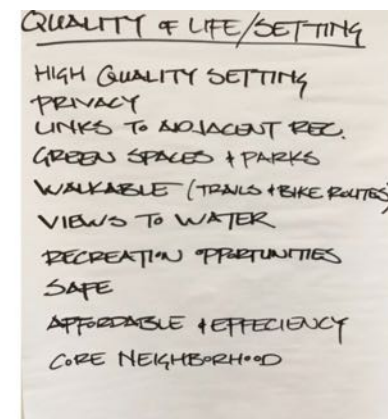 QUALITY OF LIFE/SETTING
HIGH QUALITY SETTING
PRIVACY
LINKS TO ADJACENT REC.
GREEN SPACES + PARKS
WALKABLE (TRAILS + BIKE ROUTES)
VIEWS TO WATER
RECREATION OPPORTUNITIES
SAFE
AFFORDABLE + EFFECIENCY
CORE NEIGHBORHOOD